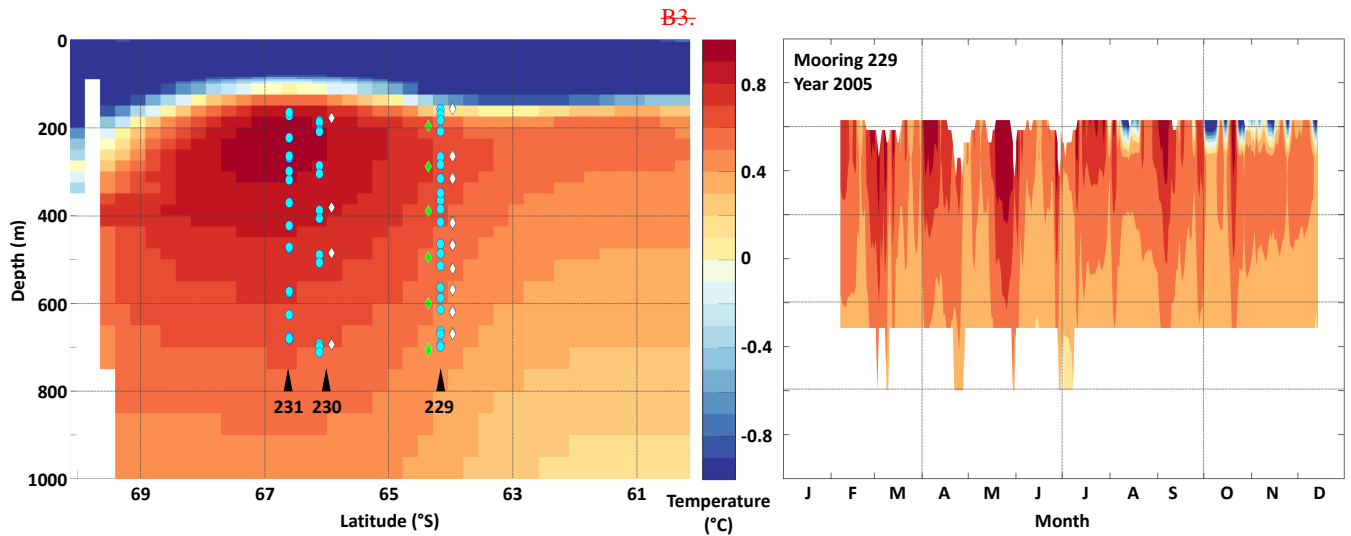 B3.
0
200
400
600
800
1000
Depth (m)
231
230
229
69
67
65
63
61
Latitude (°S)
0.8
0.4
0
-0.4
-0.8
Temperature
(°C)
Mooring 229
Year 2005
J
F
M
A
M
J
J
A
S
O
N
D
Month